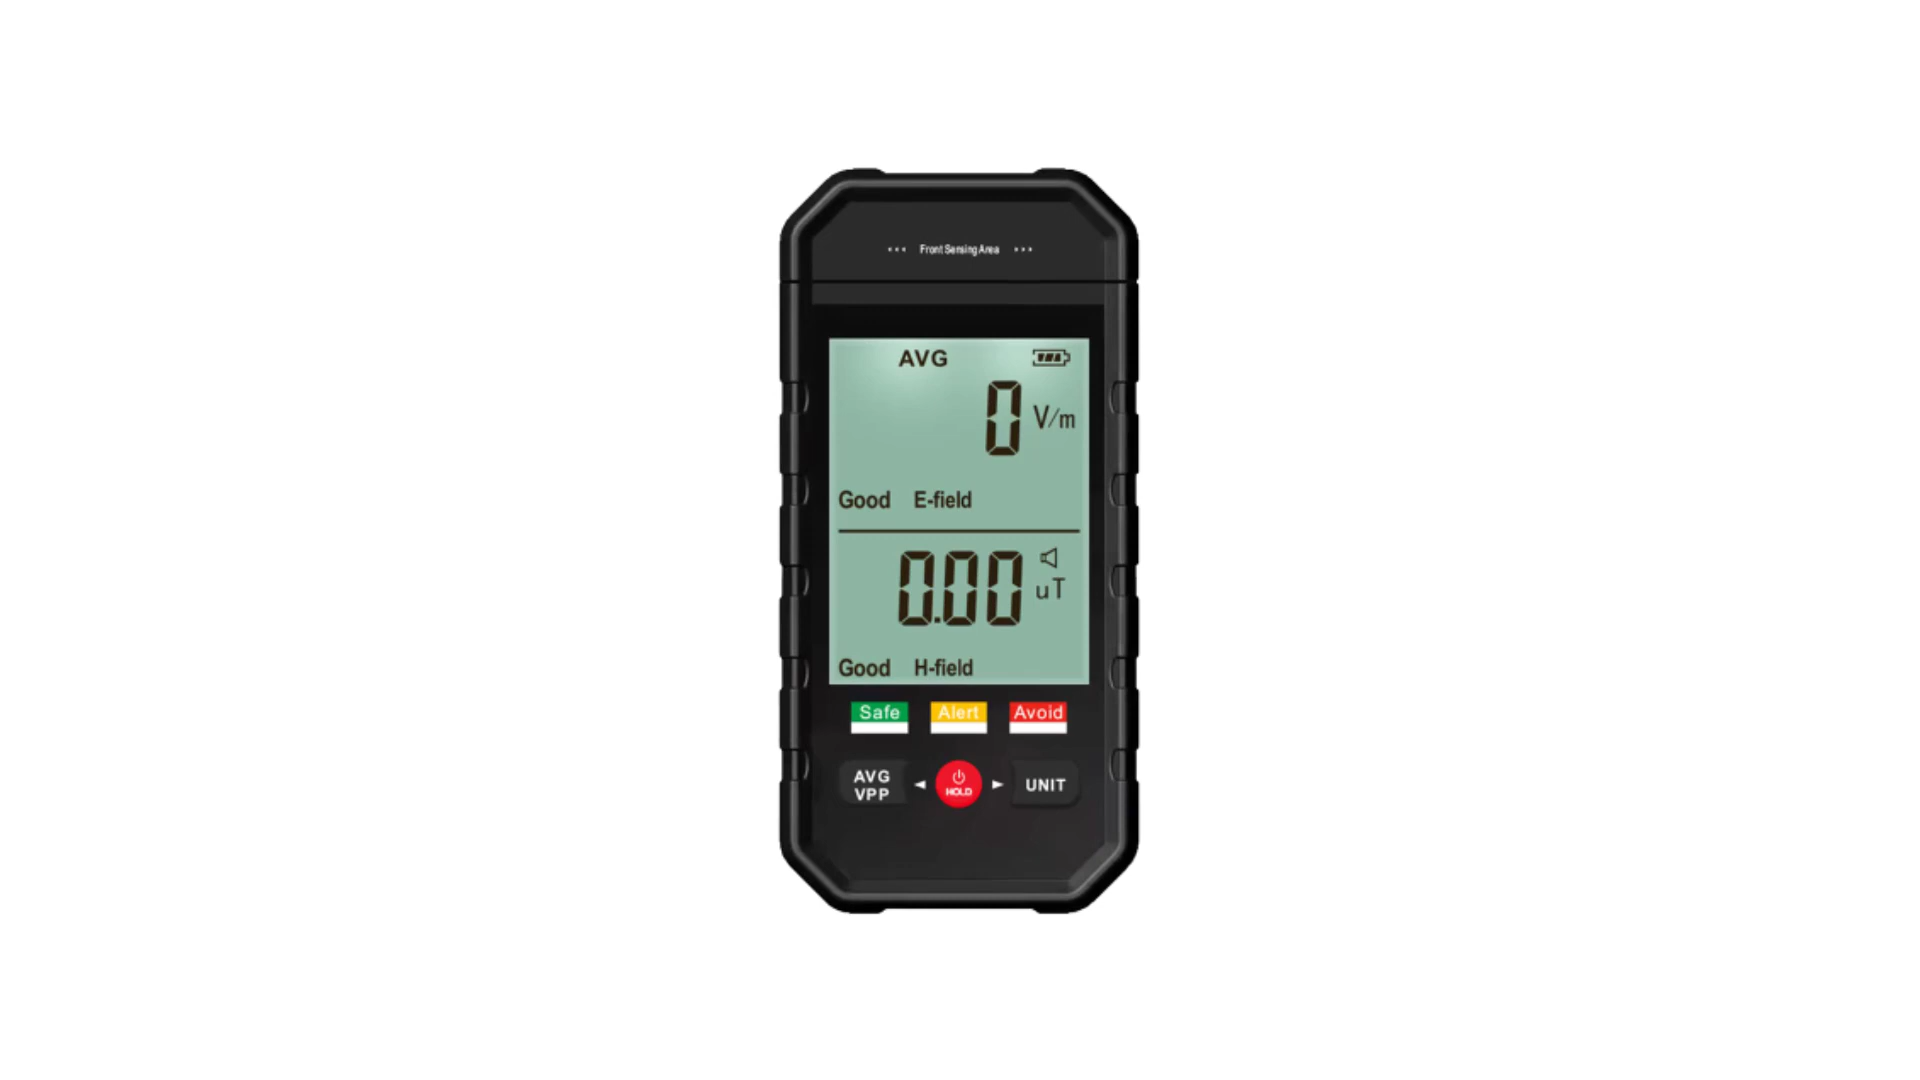 Front Sensing Area
AVG
0 V/m
Good E-field
0.00 uT
Good H-field
Safe Alert Avoid
AVG VPP
HOLD
UNIT